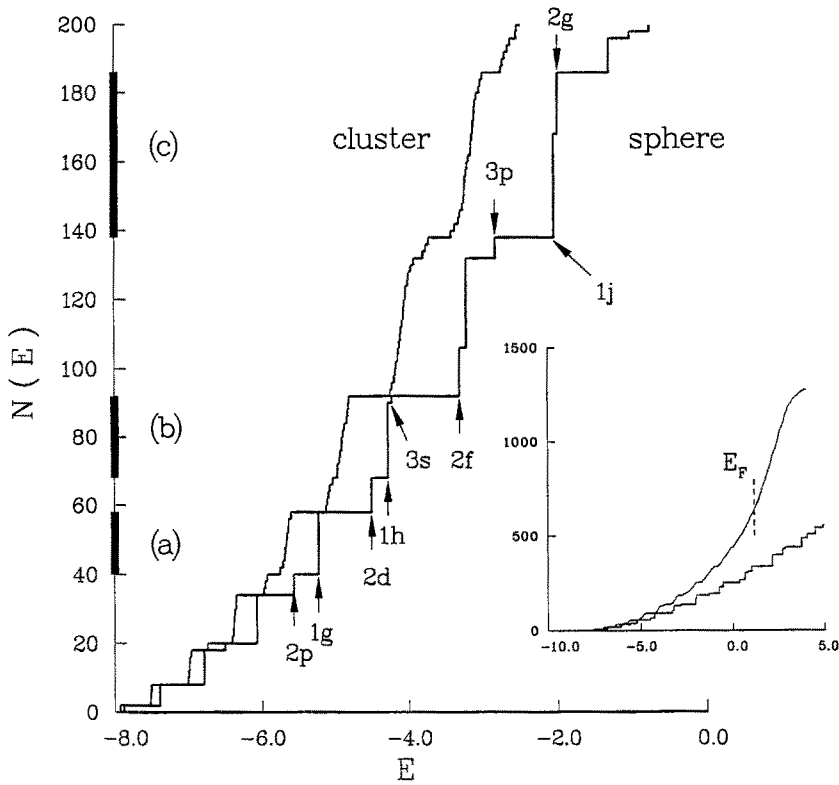 200
180
160
140
120
100
80
60
40
20
0
N(E)
(c)
(b)
(a)
cluster
sphere
2g
3p
1j
3s
2f
1h
2d
1g
2p
-8.0
-6.0
-4.0
-2.0
0.0
E
1500
1000
500
0
E_F
-10.0
-5.0
0.0
5.0